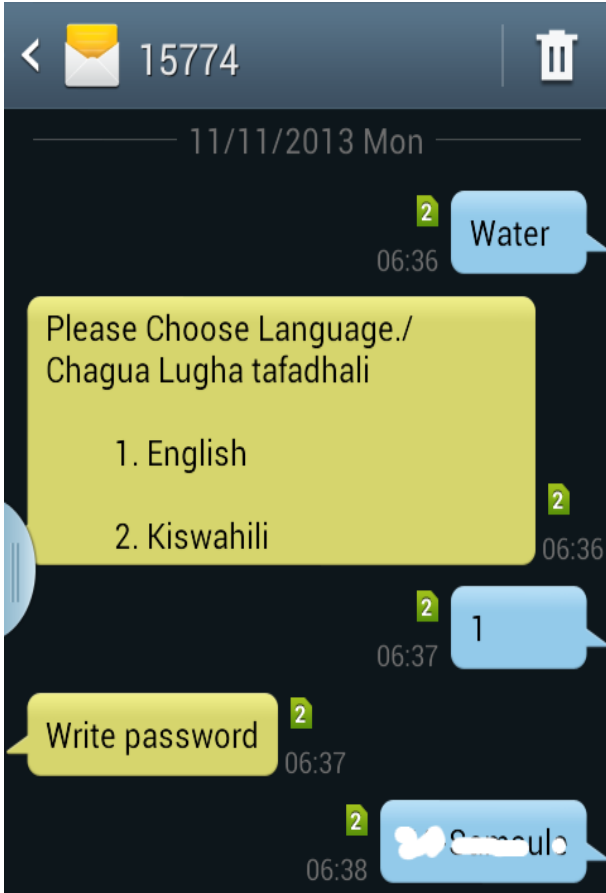 15774
11/11/2013 Mon
2
06:36
Water
Please Choose Language./
Chagua Lugha tafadhali
1. English
2. Kiswahili
2
06:36
2
06:37
1
Write password
2
06:37
2
06:38